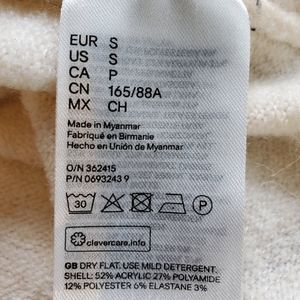 EUR S
US S
CA P
CN 165/88A
MX CH
Made in Myanmar
Fabriqué en Birmanie
Hecho en Unión de Myanmar
O/N 362415
P/N 0693243 9
30 P
clevercare.info
GB DRY FLAT. USE MILD DETERGENT.
SHELL: 52% ACRYLIC 27% POLYAMIDE
12% POLYESTER 6% ELASTANE 3%